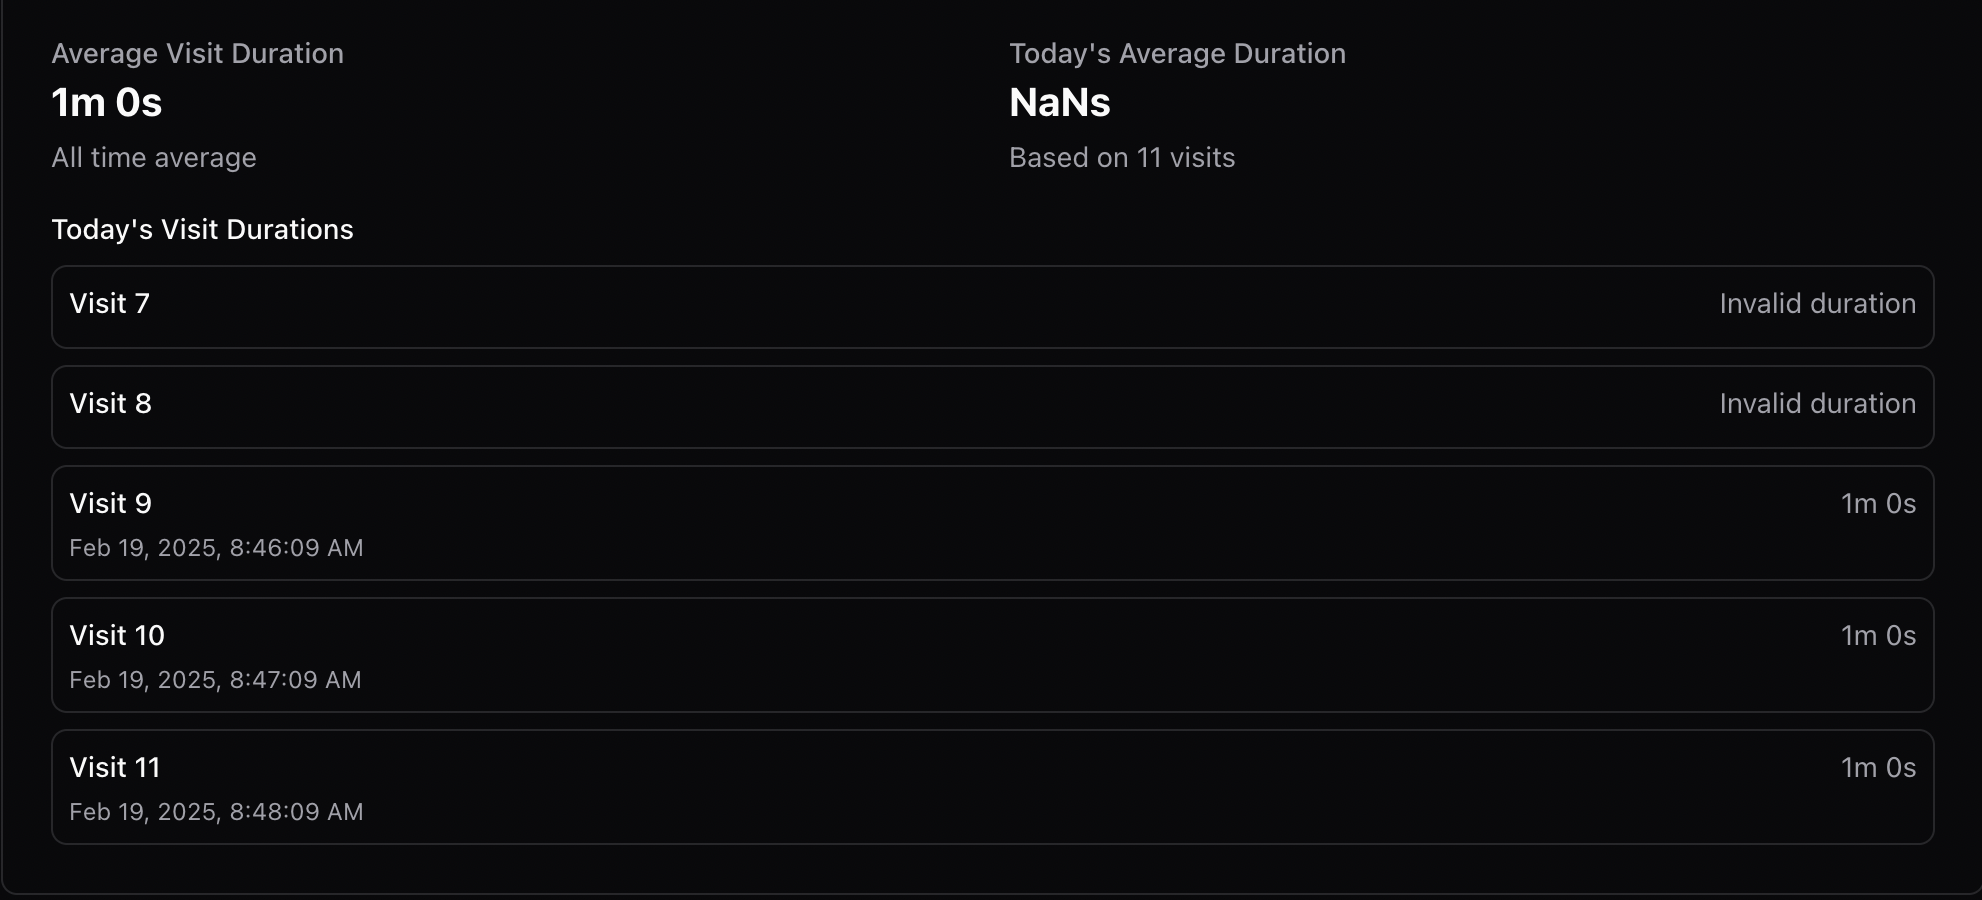 Average Visit Duration
1m 0s
All time average
Today's Average Duration
NaNs
Based on 11 visits
Today's Visit Durations
Visit 7
Invalid duration
Visit 8
Invalid duration
Visit 9
1m 0s
Feb 19, 2025, 8:46:09 AM
Visit 10
1m 0s
Feb 19, 2025, 8:47:09 AM
Visit 11
1m 0s
Feb 19, 2025, 8:48:09 AM